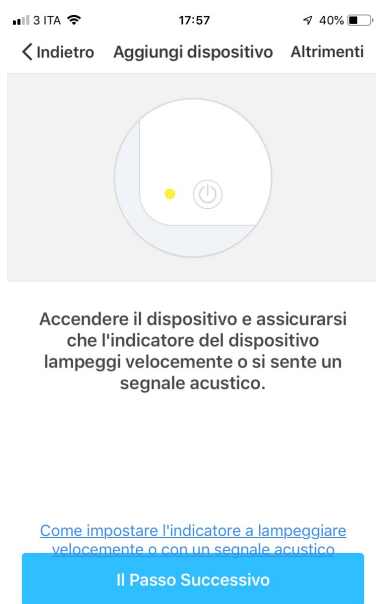 3 ITA 17:57 40%
Indietro Aggiungi dispositivo Altrimenti
Accendere il dispositivo e assicurarsi
che l'indicatore del dispositivo
lampeggi velocemente o si sente un
segnale acustico.
Come impostare l'indicatore a lampeggiare
velocemente o con un segnale acustico
Il Passo Successivo